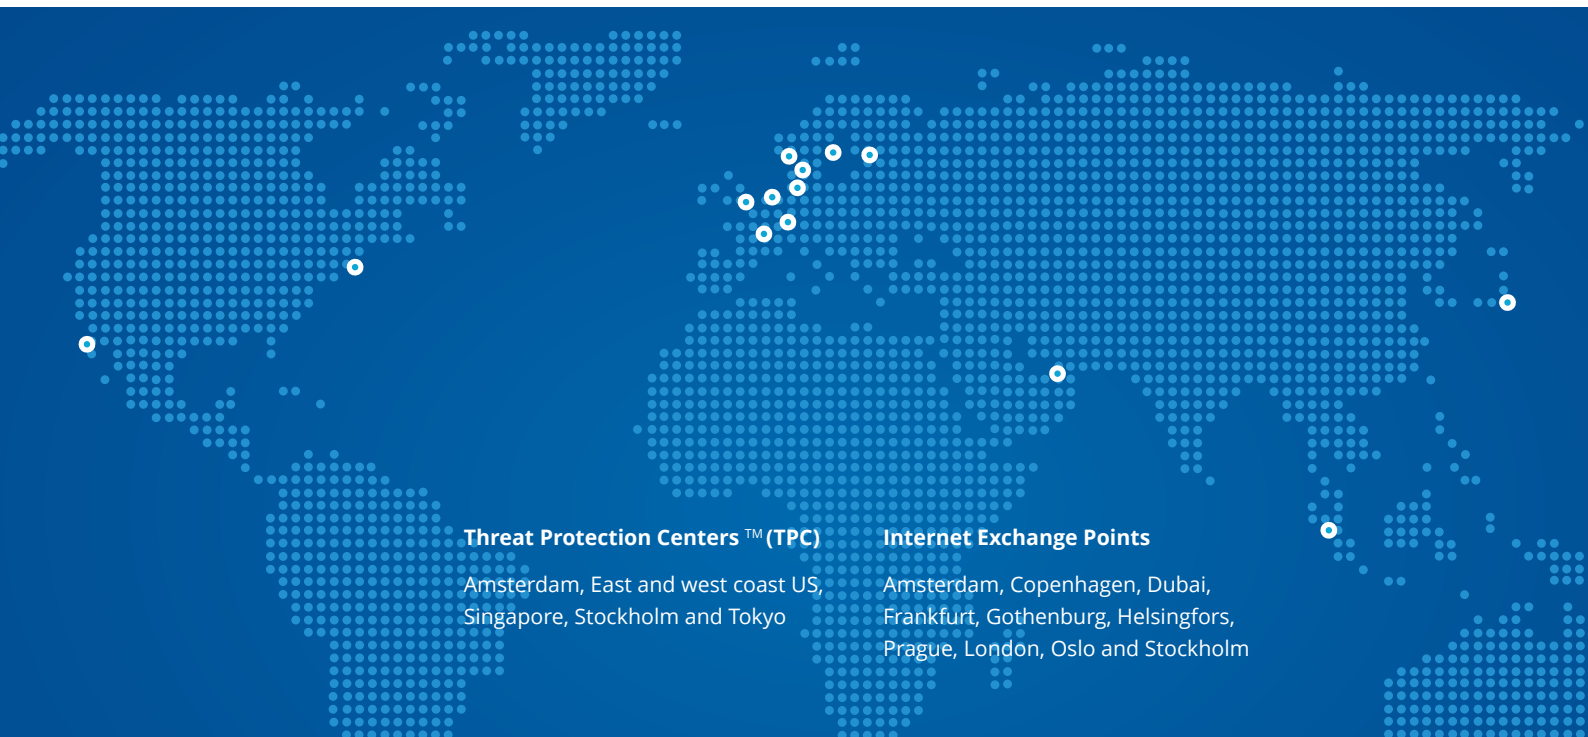 Threat Protection Centers ™ (TPC)
Amsterdam, East and west coast US,
Singapore, Stockholm and Tokyo
Internet Exchange Points
Amsterdam, Copenhagen, Dubai,
Frankfurt, Gothenburg, Helsingfors,
Prague, London, Oslo and Stockholm